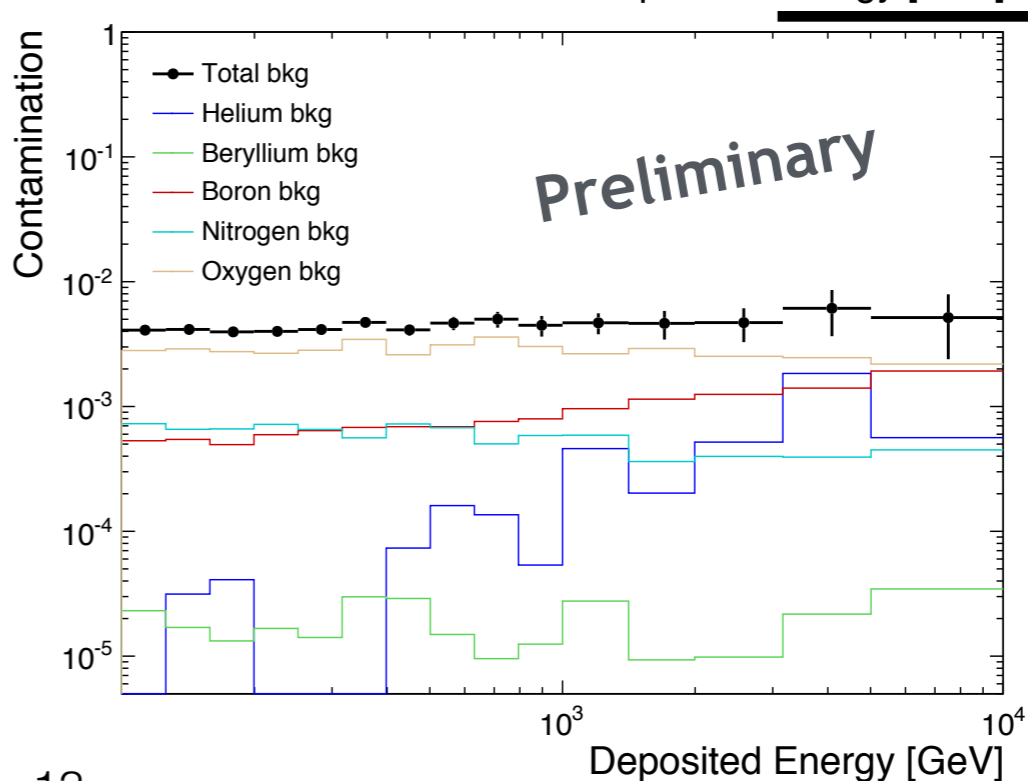 1
Total bkg
Helium bkg
Beryllium bkg
Boron bkg
Nitrogen bkg
Oxygen bkg
Preliminary
Contamination
10^-1
10^-2
10^-3
10^-4
10^-5
10^3
10^4
Deposited Energy [GeV]